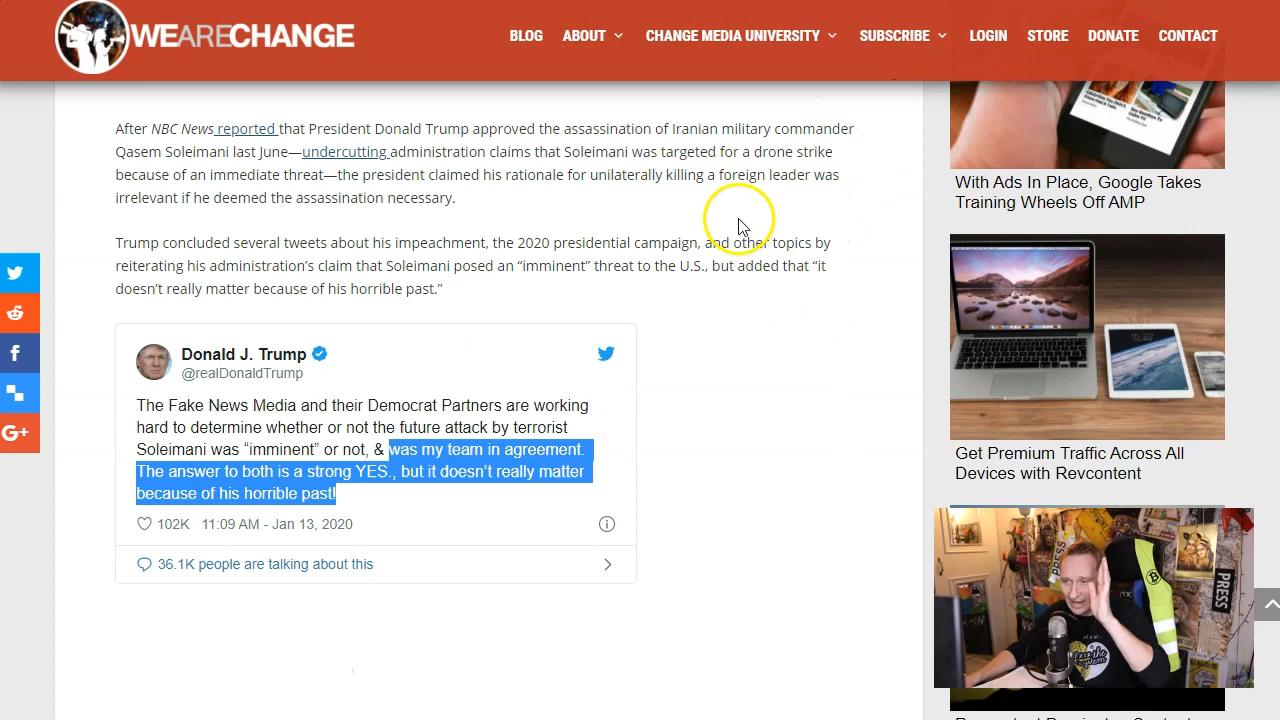 WEARECHANGE
BLOG ABOUT CHANGE MEDIA UNIVERSITY SUBSCRIBE LOGIN STORE DONATE CONTACT
After NBC News reported that President Donald Trump approved the assassination of Iranian military commander
Qasem Soleimani last June—undercutting administration claims that Soleimani was targeted for a drone strike
because of an immediate threat—the president claimed his rationale for unilaterally killing a foreign leader was
irrelevant if he deemed the assassination necessary.
Trump concluded several tweets about his impeachment, the 2020 presidential campaign, and other topics by
reiterating his administration's claim that Soleimani posed an “imminent” threat to the U.S., but added that “it
doesn't really matter because of his horrible past.”
Donald J. Trump
@realDonaldTrump
The Fake News Media and their Democrat Partners are working
hard to determine whether or not the future attack by terrorist
Soleimani was “imminent” or not, & was my team in agreement.
The answer to both is a strong YES., but it doesn't really matter
because of his horrible past!
102K 11:09 AM - Jan 13, 2020
36.1K people are talking about this
G+
With Ads In Place, Google Takes
Training Wheels Off AMP
Get Premium Traffic Across All
Devices with Revcontent
PRESS
PRESS
the
system